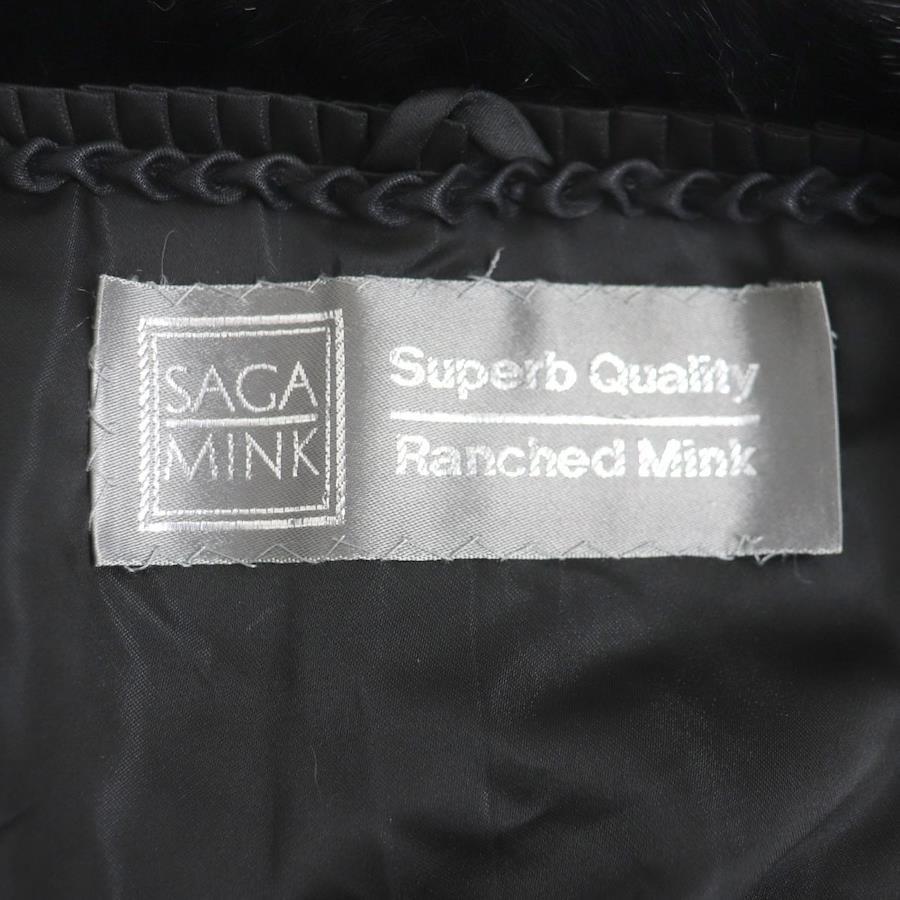 SAGA
MINK
Superb Quality
Ranched Mink